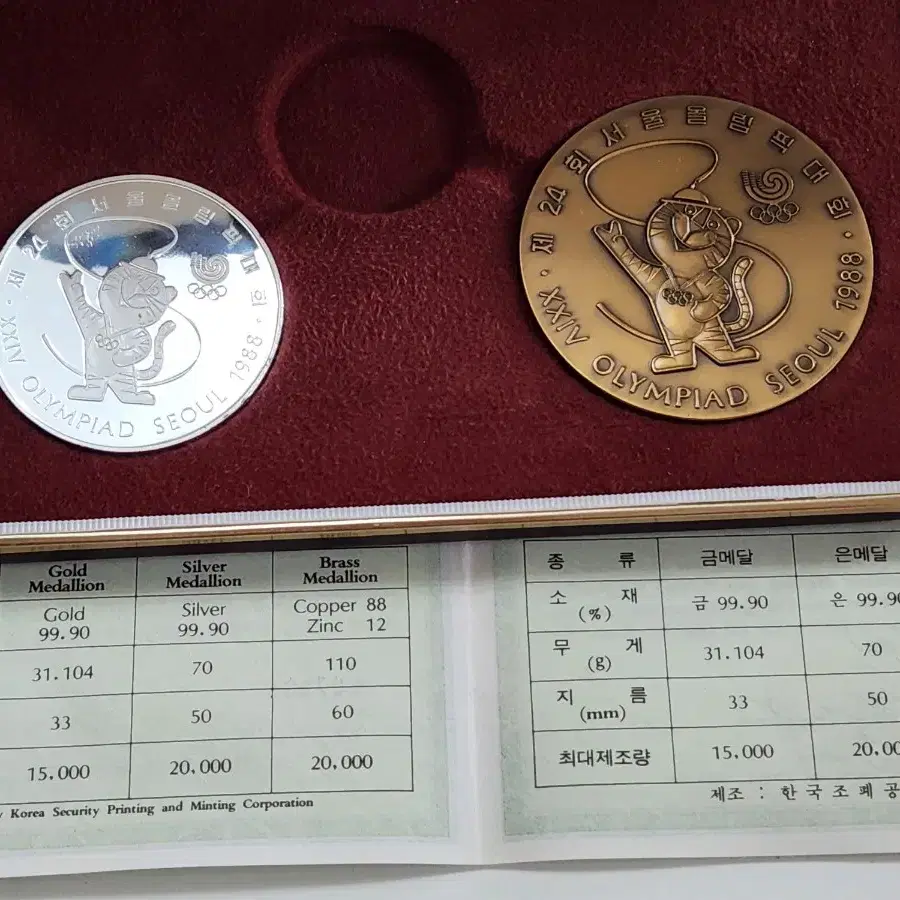 제 24 회 서울올림픽대회
XXIV OLYMPIAD SEOUL 1988
제 24 회 서울올림픽대회
XXIV OLYMPIAD SEOUL 1988
Gold Medallion Silver Medallion Brass Medallion
Gold 99.90 Silver 99.90 Copper 88 Zinc 12
31.104 70 110
33 50 60
15.000 20,000 20,000
Korea Security Printing and Minting Corporation
종 류 금메달 은메달
소 재 (%) 금 99.90 은 99.90
무 게 (g) 31.104 70
지 름 (mm) 33 50
최대제조량 15,000
제조 : 한국조폐공